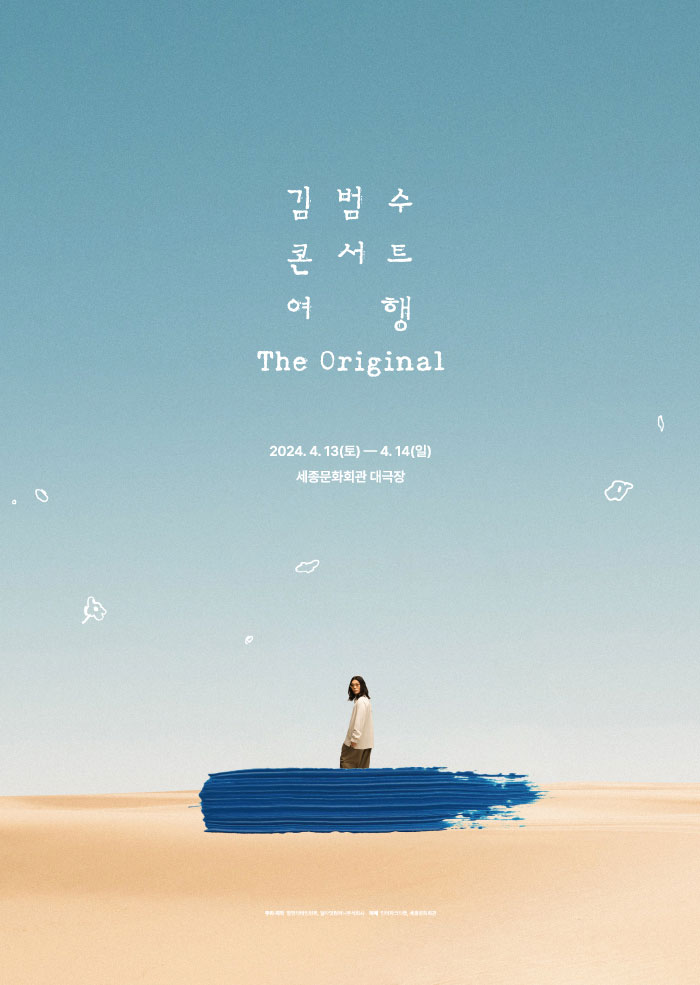 김범수
콘서트
여행
The Original
2024. 4. 13(토) — 4. 14(일)
세종문화회관 대극장